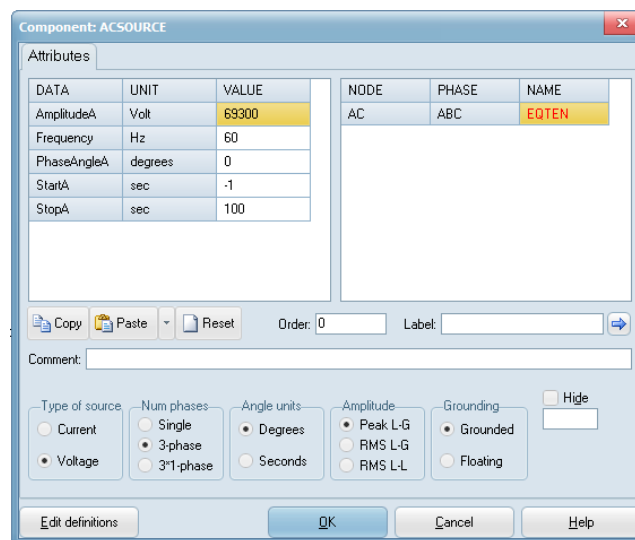 Component: ACSOURCE
Attributes
DATA UNIT VALUE NODE PHASE NAME
AmplitudeA Volt 69300 AC ABC EQTEN
Frequency Hz 60
PhaseAngleA degrees 0
StartA sec -1
StopA sec 100
Copy Paste Reset Order: 0 Label:
Comment:
Type of source Num phases Angle units Amplitude Grounding Hide
Current Single Degrees Peak L-G Grounded
Voltage 3-phase Seconds RMS L-G Floating
3*1-phase RMS L-L
Edit definitions OK Cancel Help